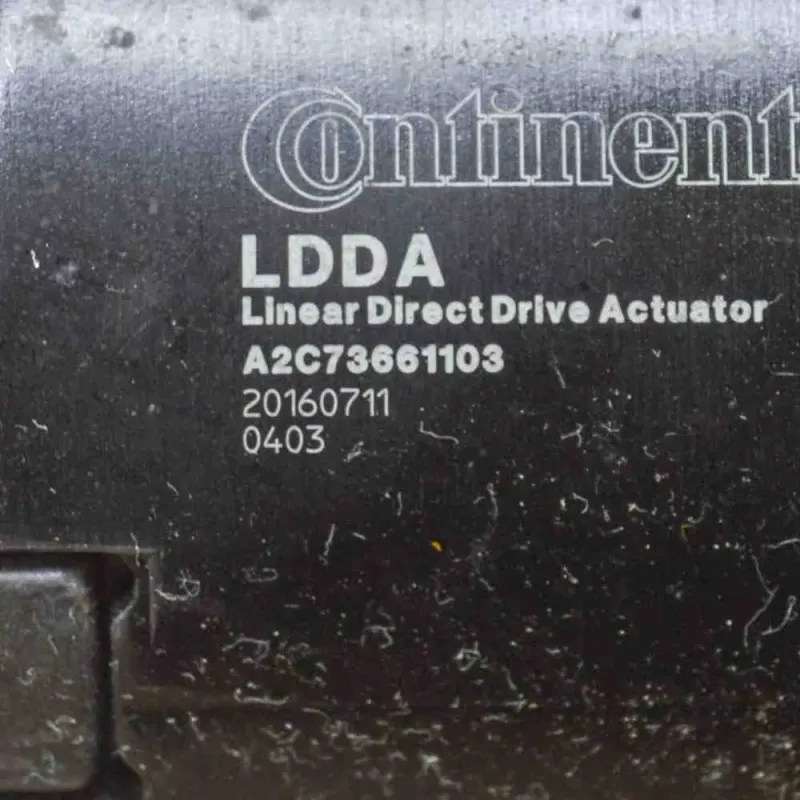 Continent
LDDA
Linear Direct Drive Actuator
A2C73661103
20160711
0403